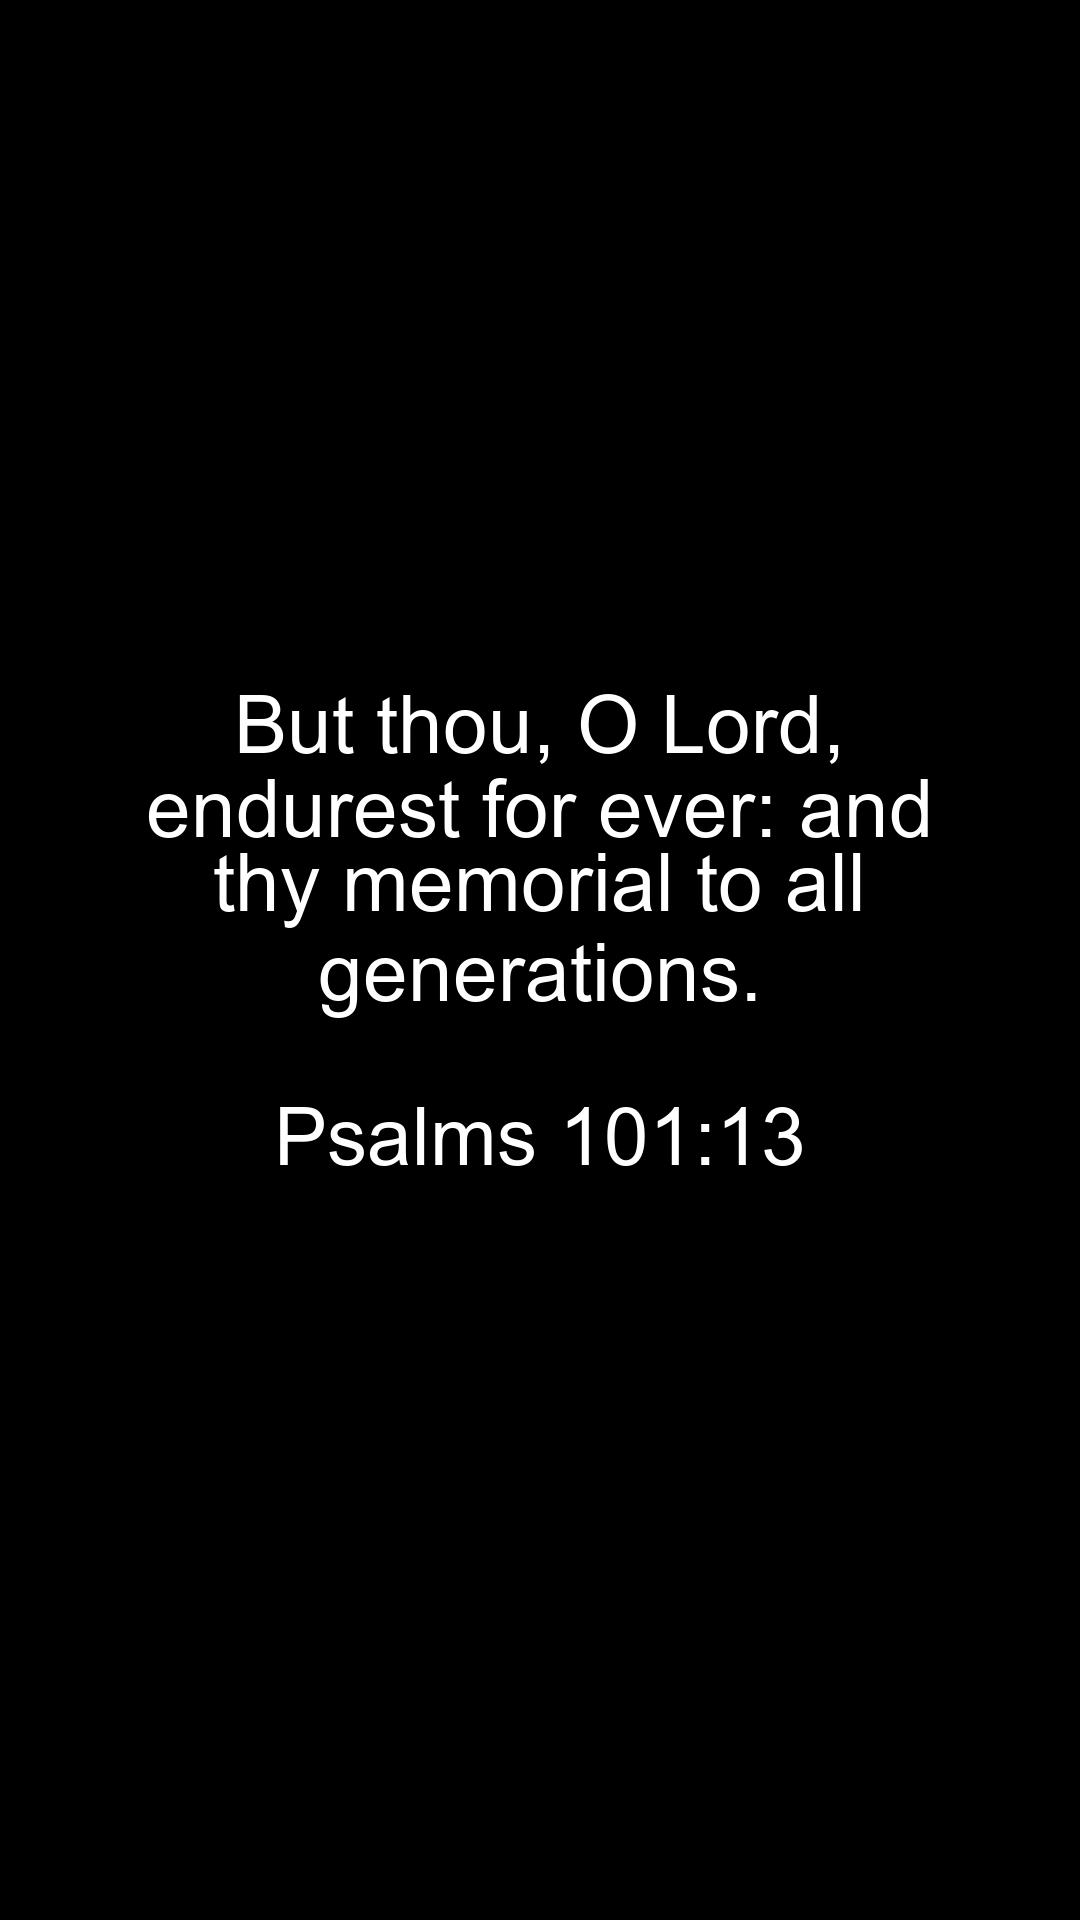 But thou, O Lord,
endurest for ever: and
thy memorial to all
generations.
Psalms 101:13